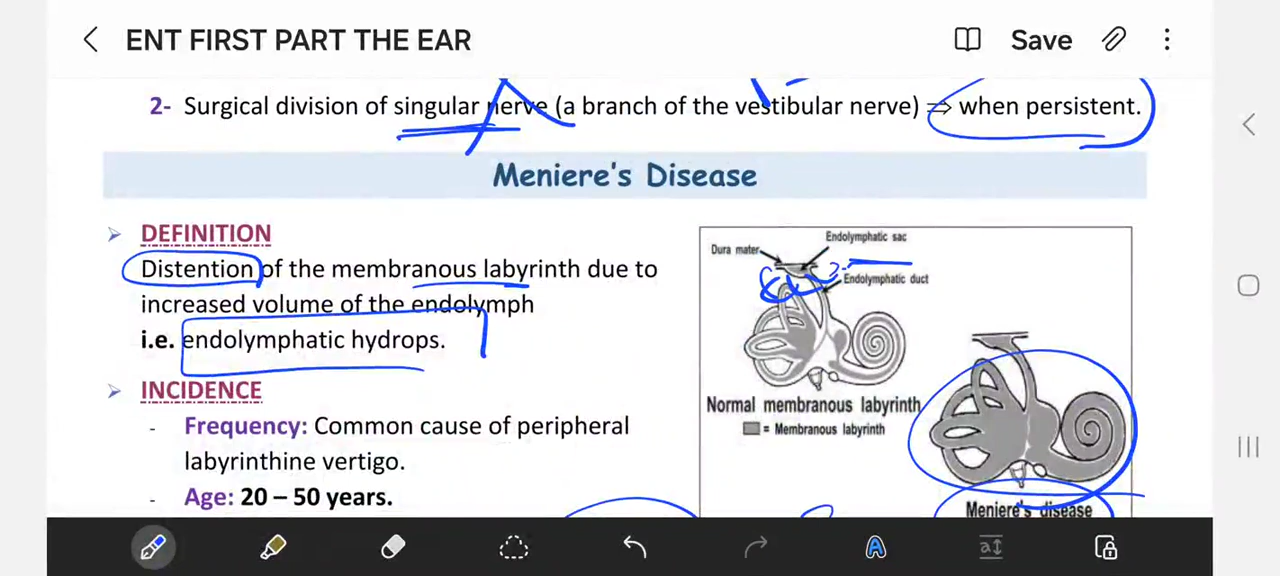 ENT FIRST PART THE EAR
Save
2- Surgical division of singular nerve (a branch of the vestibular nerve) ⇒ when persistent.
Meniere's Disease
DEFINITION
Distention of the membranous labyrinth due to
increased volume of the endolymph
i.e. endolymphatic hydrops.
INCIDENCE
- Frequency: Common cause of peripheral
labyrinthine vertigo.
- Age: 20 – 50 years.
Endolymphatic sac
Dura mater
Endolymphatic duct
Normal membranous labyrinth
= Membranous labyrinth
Meniere's disease